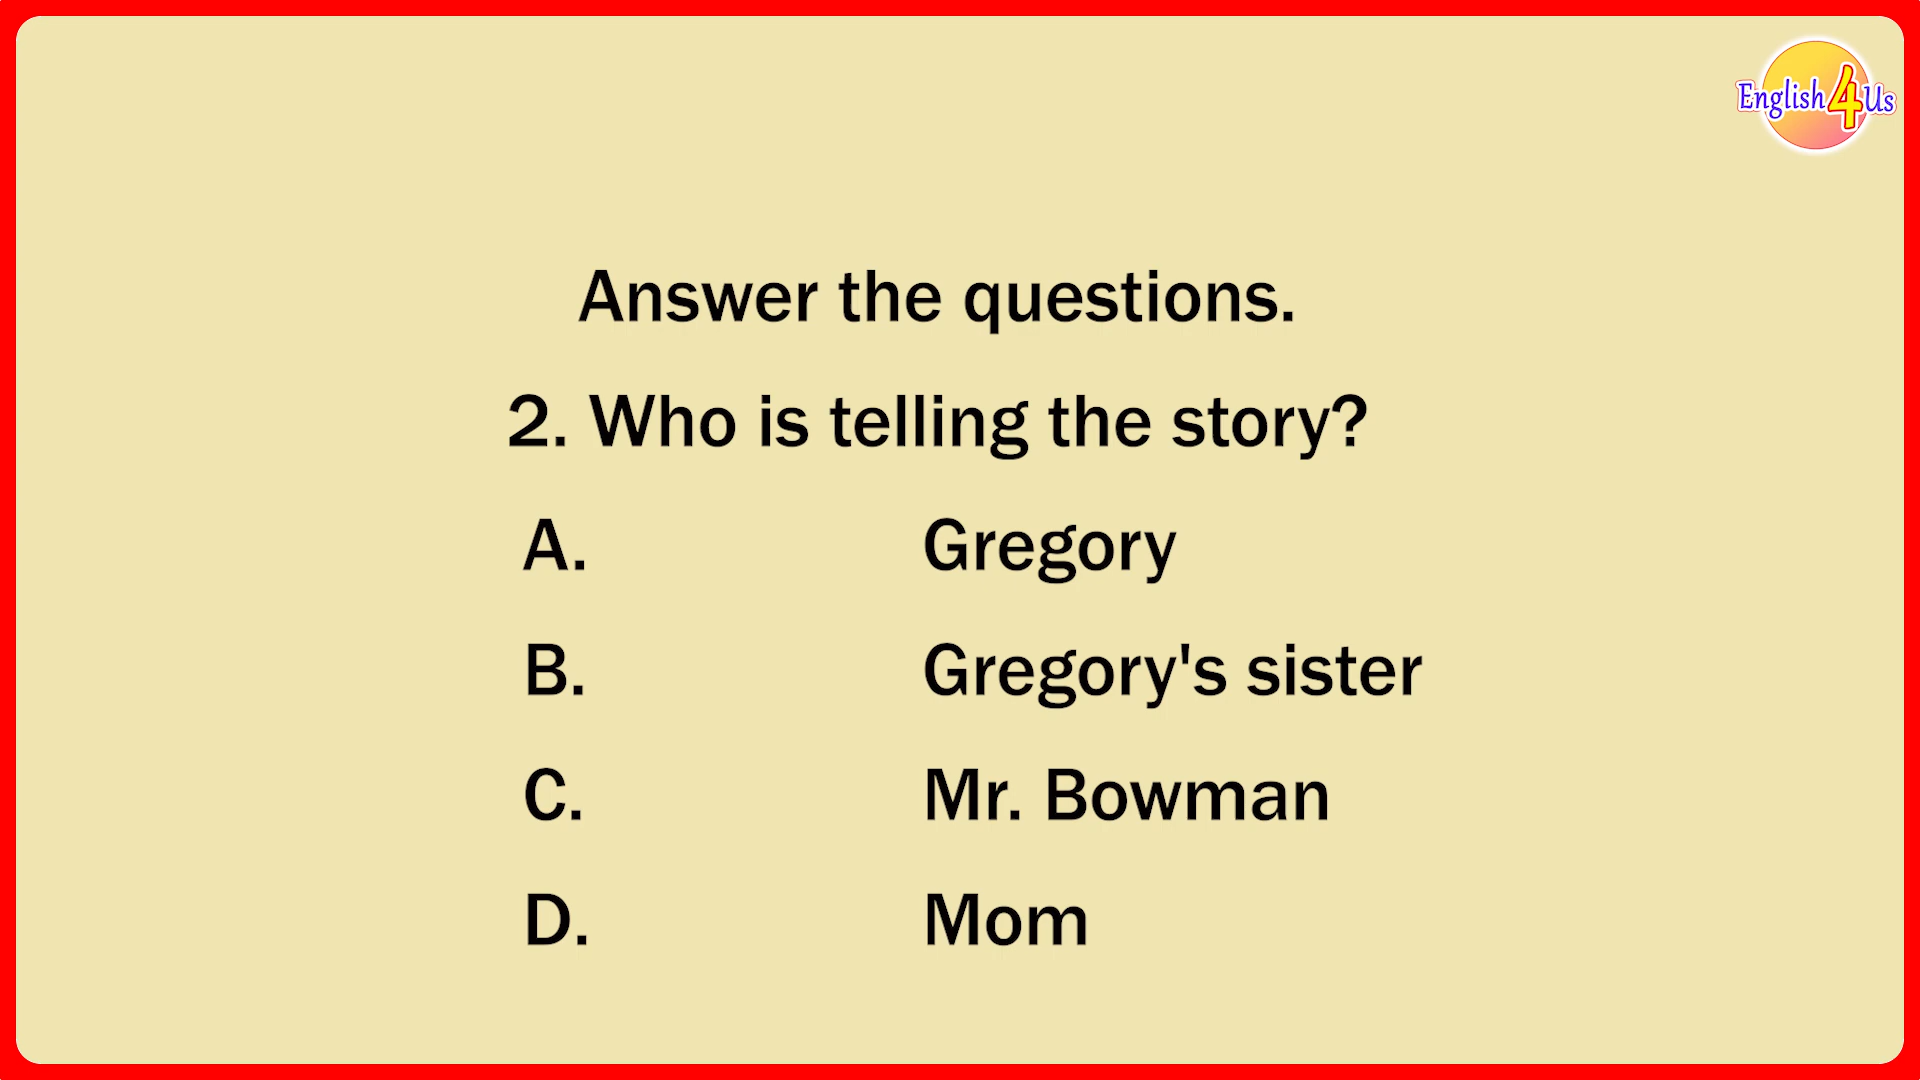 English4Us
Answer the questions.
2. Who is telling the story?
A. Gregory
B. Gregory's sister
C. Mr. Bowman
D. Mom